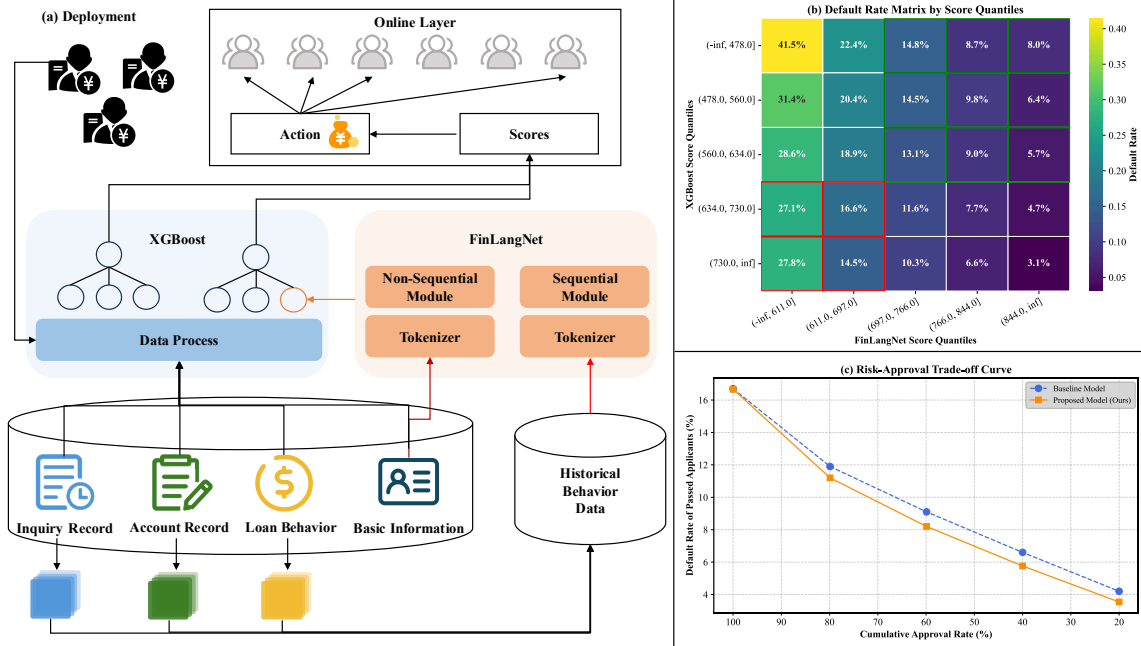 (a) Deployment
¥
¥
¥
Online Layer
Action
¥
Scores
XGBoost
Data Process
FinLangNet
Non-Sequential
Module
Sequential
Module
Tokenizer
Tokenizer
$
Inquiry Record
Account Record
Loan Behavior
Basic Information
Historical
Behavior
Data
(b) Default Rate Matrix by Score Quantiles
XGBoost Score Quantiles
(-inf, 478.0]
41.5%
22.4%
14.8%
8.7%
8.0%
(478.0, 560.0]
31.4%
20.4%
14.5%
9.8%
6.4%
(560.0, 634.0]
28.6%
18.9%
13.1%
9.0%
5.7%
(634.0, 730.0]
27.1%
16.6%
11.6%
7.7%
4.7%
(730.0, inf]
27.8%
14.5%
10.3%
6.6%
3.1%
(-inf, 611.0]
(611.0, 697.0]
(697.0, 766.0]
(766.0, 844.0]
(844.0, inf]
FinLangNet Score Quantiles
0.40
0.35
0.30
0.25
0.20
0.15
0.10
0.05
Default Rate
(c) Risk-Approval Trade-off Curve
Baseline Model
Proposed Model (Ours)
Default Rate of Passed Applicants (%)
16
14
12
10
8
6
4
100
90
80
70
60
50
40
30
20
Cumulative Approval Rate (%)